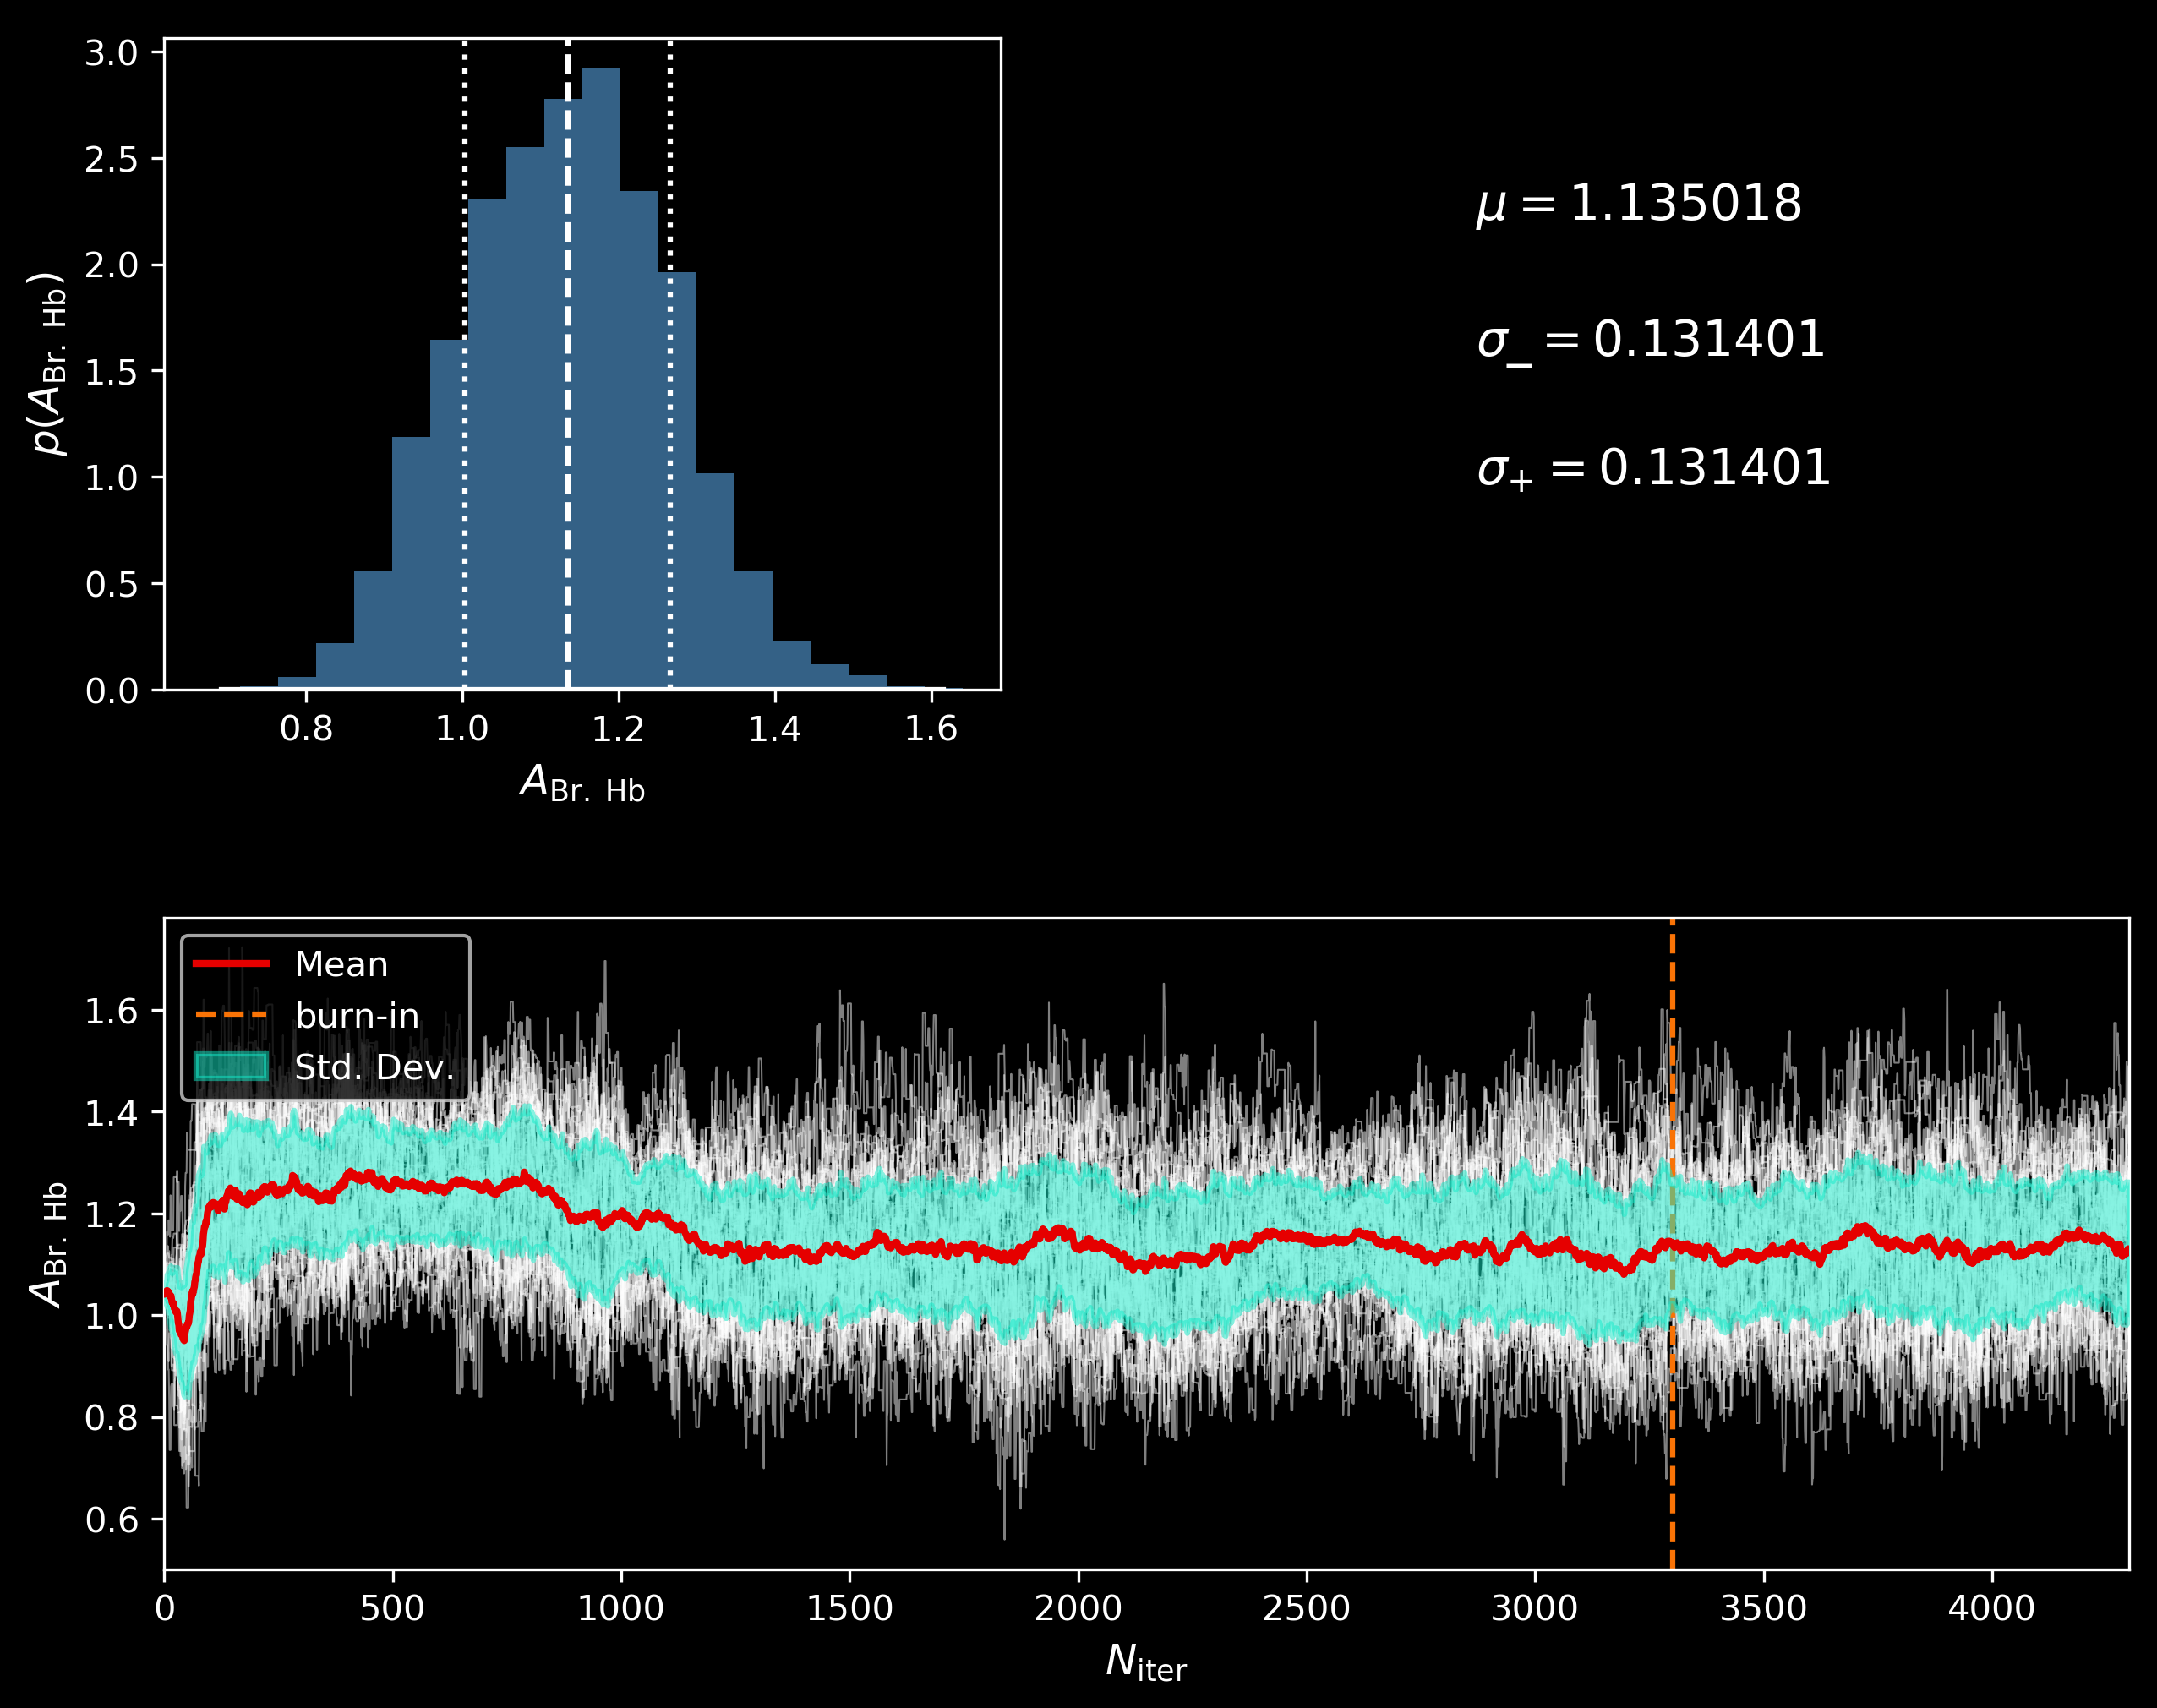 3.0
2.5
2.0
1.5
1.0
0.5
0.0
p(A_Br. Hb)
0.8 1.0 1.2 1.4 1.6
A_Br. Hb
μ = 1.135018
σ_− = 0.131401
σ_+ = 0.131401
Mean
burn-in
Std. Dev.
1.6
1.4
1.2
1.0
0.8
0.6
A_Br. Hb
0 500 1000 1500 2000 2500 3000 3500 4000
N_iter